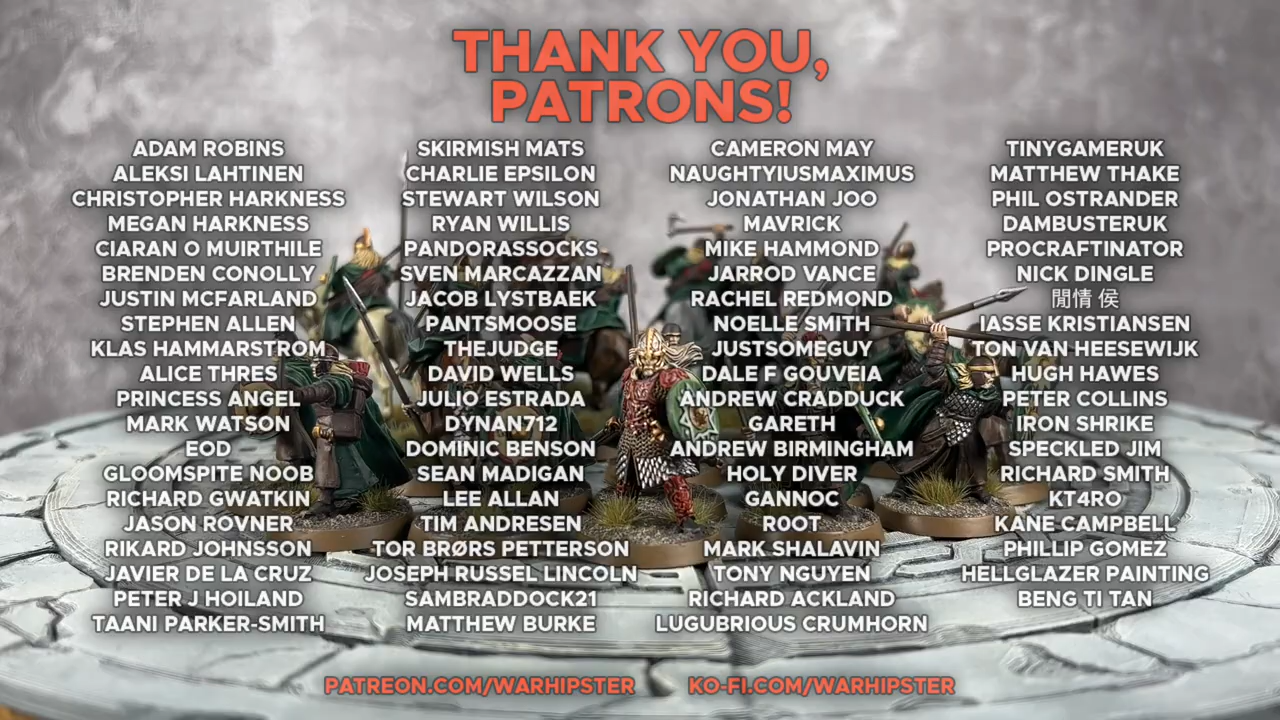 THANK YOU,
PATRONS!
ADAM ROBINS
ALEKSI LAHTINEN
CHRISTOPHER HARKNESS
MEGAN HARKNESS
CIARAN O MUIRTHILE
BRENDEN CONOLLY
JUSTIN MCFARLAND
STEPHEN ALLEN
KLAS HAMMARSTROM
ALICE THRES
PRINCESS ANGEL
MARK WATSON
EOD
GLOOMSPITE NOOB
RICHARD GWATKIN
JASON ROVNER
RIKARD JOHNSSON
JAVIER DE LA CRUZ
PETER J HOILAND
TAANI PARKER-SMITH
SKIRMISH MATS
CHARLIE EPSILON
STEWART WILSON
RYAN WILLIS
PANDORASSOCKS
SVEN MARCAZZAN
JACOB LYSTBAEK
PANTSMOOSE
THEJUDGE_
DAVID WELLS
JULIO ESTRADA
DYNAN712
DOMINIC BENSON
SEAN MADIGAN
LEE ALLAN
TIM ANDRESEN
TOR BRØRS PETTERSON
JOSEPH RUSSEL LINCOLN
SAMBRADDOCK21
MATTHEW BURKE
CAMERON MAY
NAUGHTYIUSMAXIMUS
JONATHAN JOO
MAVRICK
MIKE HAMMOND
JARROD VANCE
RACHEL REDMOND
NOELLE SMITH
JUSTSOMEGUY
DALE F GOUVEIA
ANDREW CRADDUCK
GARETH
ANDREW BIRMINGHAM
HOLY DIVER
GANNOC
R0OT
MARK SHALAVIN
TONY NGUYEN
RICHARD ACKLAND
LUGUBRIOUS CRUMHORN
TINYGAMERUK
MATTHEW THAKE
PHIL OSTRANDER
DAMBUSTERUK
PROCRAFTINATOR
NICK DINGLE
閒情 侯
IASSE KRISTIANSEN
TON VAN HEESEWIJK
HUGH HAWES
PETER COLLINS
IRON SHRIKE
SPECKLED JIM
RICHARD SMITH
KT4RO
KANE CAMPBELL
PHILLIP GOMEZ
HELLGLAZER PAINTING
BENG TI TAN
PATREON.COM/WARHIPSTER
KO-FI.COM/WARHIPSTER